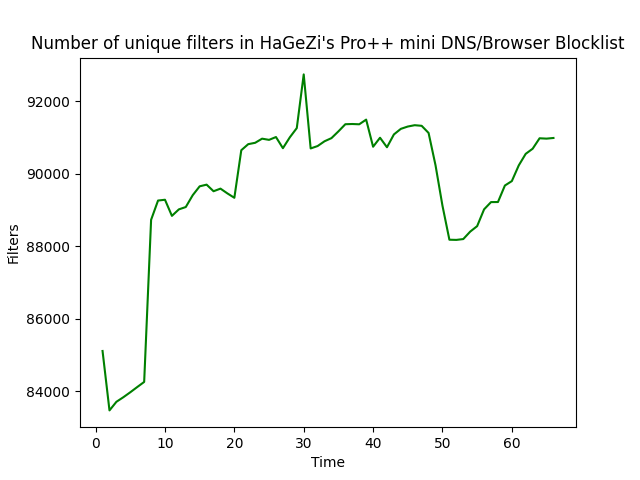 Number of unique filters in HaGeZi's Pro++ mini DNS/Browser Blocklist
92000
90000
88000
86000
84000
Filters
0 10 20 30 40 50 60
Time